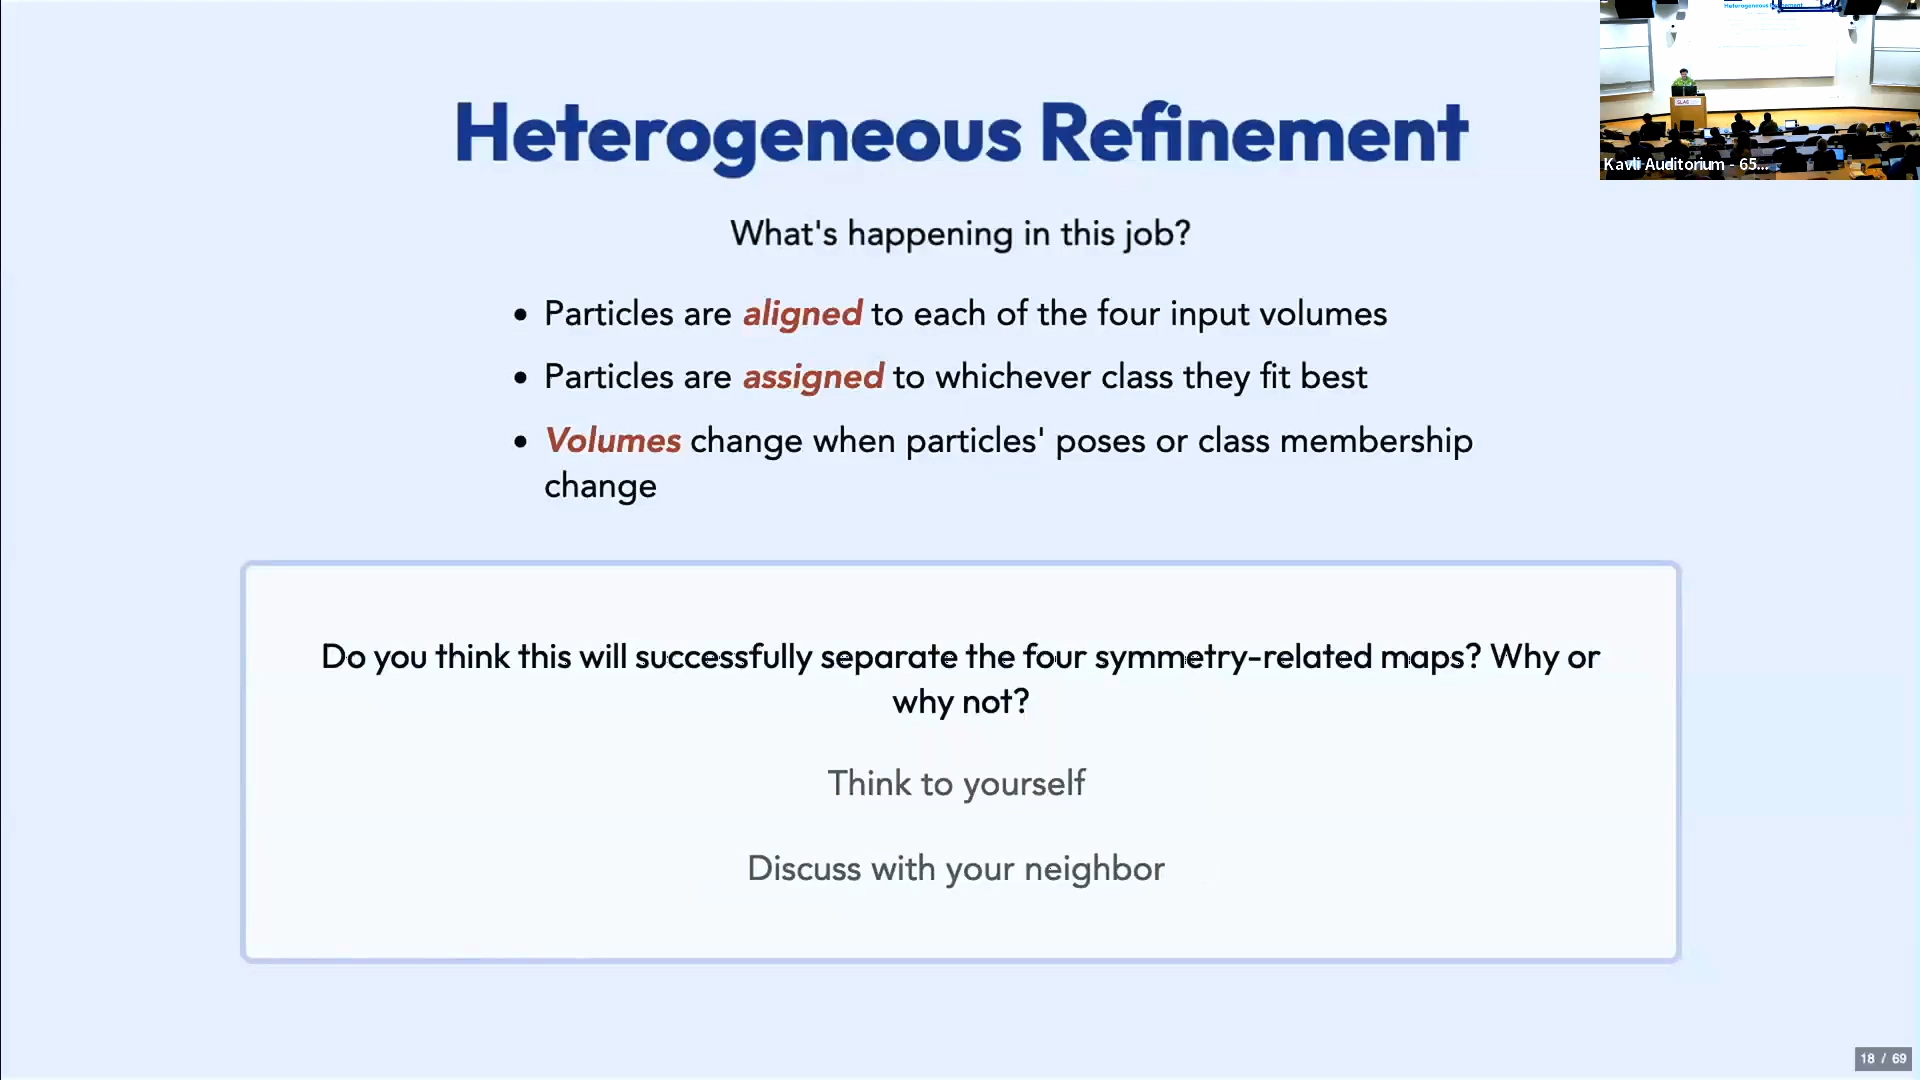 Heterogeneous Refinement
Heterogeneous Refinement
What's happening in this job?
• Particles are aligned to each of the four input volumes
• Particles are assigned to whichever class they fit best
• Volumes change when particles' poses or class membership
change
Kavli Auditorium - 65...
SLAC
Do you think this will successfully separate the four symmetry-related maps? Why or
why not?
Think to yourself
Discuss with your neighbor
18 / 69